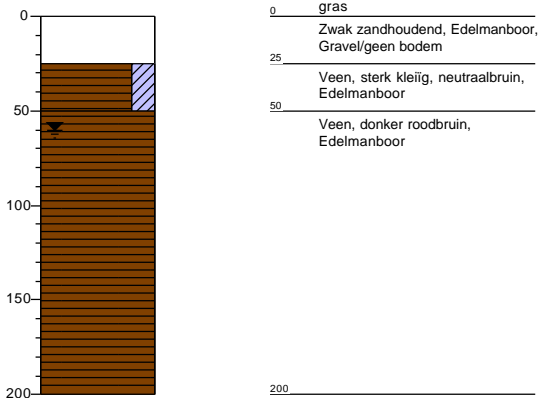 0
50
100
150
200
0
gras
Zwak zandhoudend, Edelmanboor,
Gravel/geen bodem
25
Veen, sterk kleiïg, neutraalbruin,
Edelmanboor
50
Veen, donker roodbruin,
Edelmanboor
200